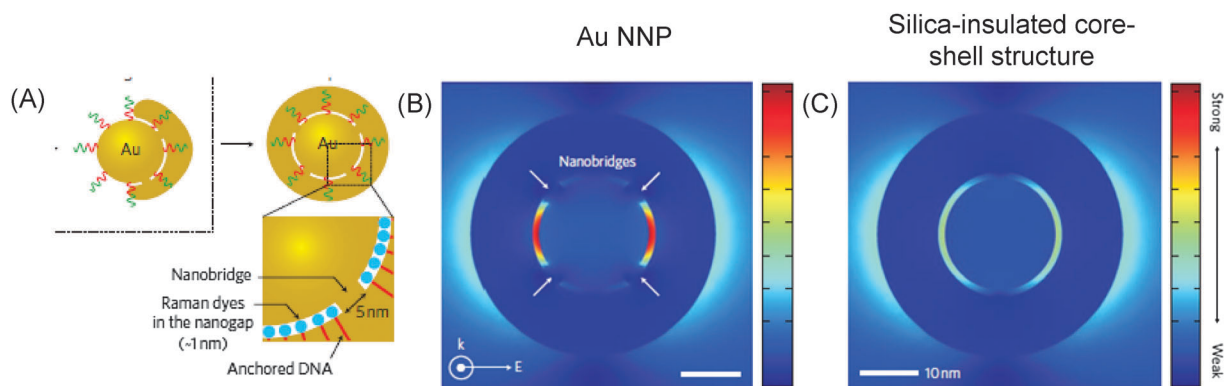 Au NNP
Silica-insulated core-
shell structure
(A)
Au
Au
Nanobridge
Raman dyes
in the nanogap
(~1 nm)
5 nm
Anchored DNA
(B)
Nanobridges
k
E
(C)
10 nm
Strong
Weak